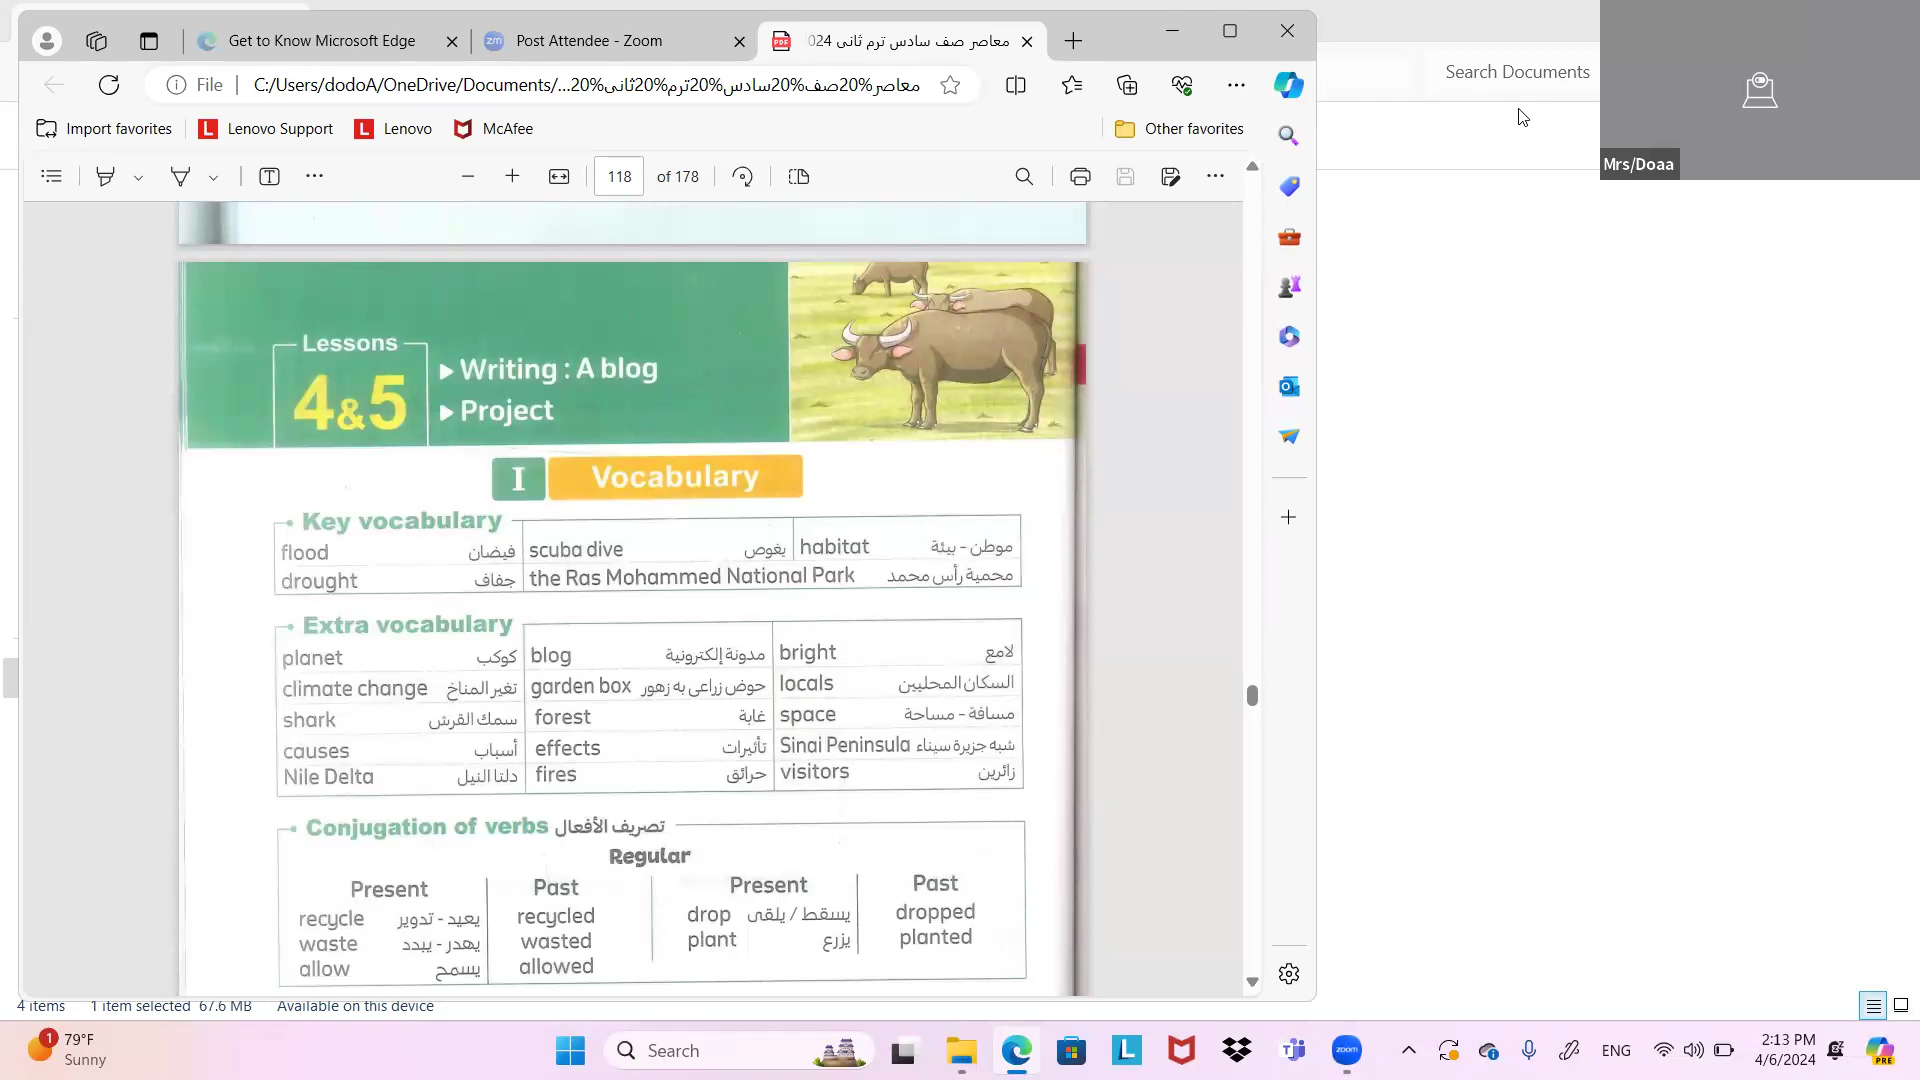 Get to Know Microsoft Edge
Post Attendee - Zoom
معاصر صف سادس ترم ثانى 024
Search Documents
File
C:/Users/dodoA/OneDrive/Documents/...معاصر%20صف%20سادس%20ترم%20ثانى%20
Mrs/Doaa
Import favorites
Lenovo Support
Lenovo
McAfee
Other favorites
118 of 178
Lessons
4&5
Writing : A blog
Project
I Vocabulary
Key vocabulary
flood فيضان scuba dive يغوص habitat موطن - بيئة
drought جفاف the Ras Mohammed National Park محمية رأس محمد
Extra vocabulary
planet كوكب blog مدونة إلكترونية bright لامع
climate change تغير المناخ garden box حوض زراعى به زهور locals السكان المحليين
shark سمك القرش forest غابة space مسافة - مساحة
causes أسباب effects تأثيرات Sinai Peninsula شبه جزيرة سيناء
Nile Delta دلتا النيل fires حرائق visitors زائرين
Conjugation of verbs تصريف الأفعال
Regular
Present Past Present Past
recycle يعيد - تدوير recycled drop يسقط / يلقى dropped
waste يهدر - يبدد wasted plant يزرع planted
allow يسمح allowed
4 items 1 item selected 67.6 MB Available on this device
1 79°F
Sunny
Search
zoom
ENG
2:13 PM
4/6/2024
PRE